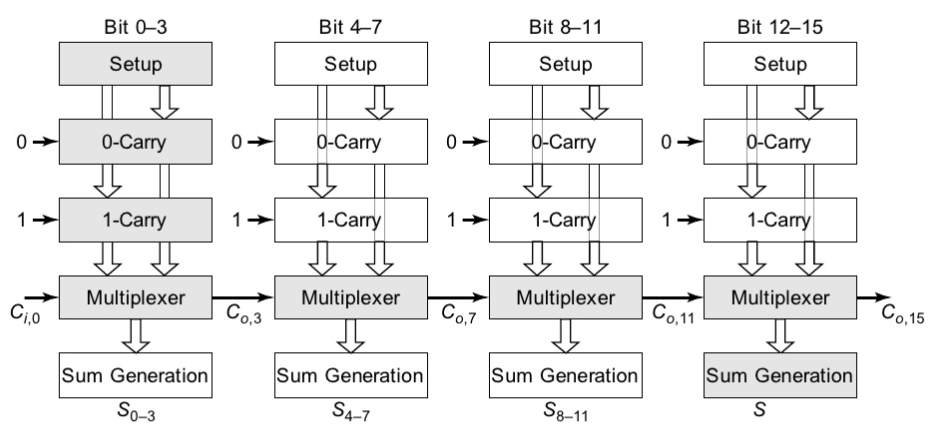 Bit 0–3 Bit 4–7 Bit 8–11 Bit 12–15
Setup Setup Setup Setup
0 0-Carry 0 0-Carry 0 0-Carry 0 0-Carry
1 1-Carry 1 1-Carry 1 1-Carry 1 1-Carry
Multiplexer Multiplexer Multiplexer Multiplexer
Ci,0 Co,3 Co,7 Co,11 Co,15
Sum Generation Sum Generation Sum Generation Sum Generation
S0–3 S4–7 S8–11 S